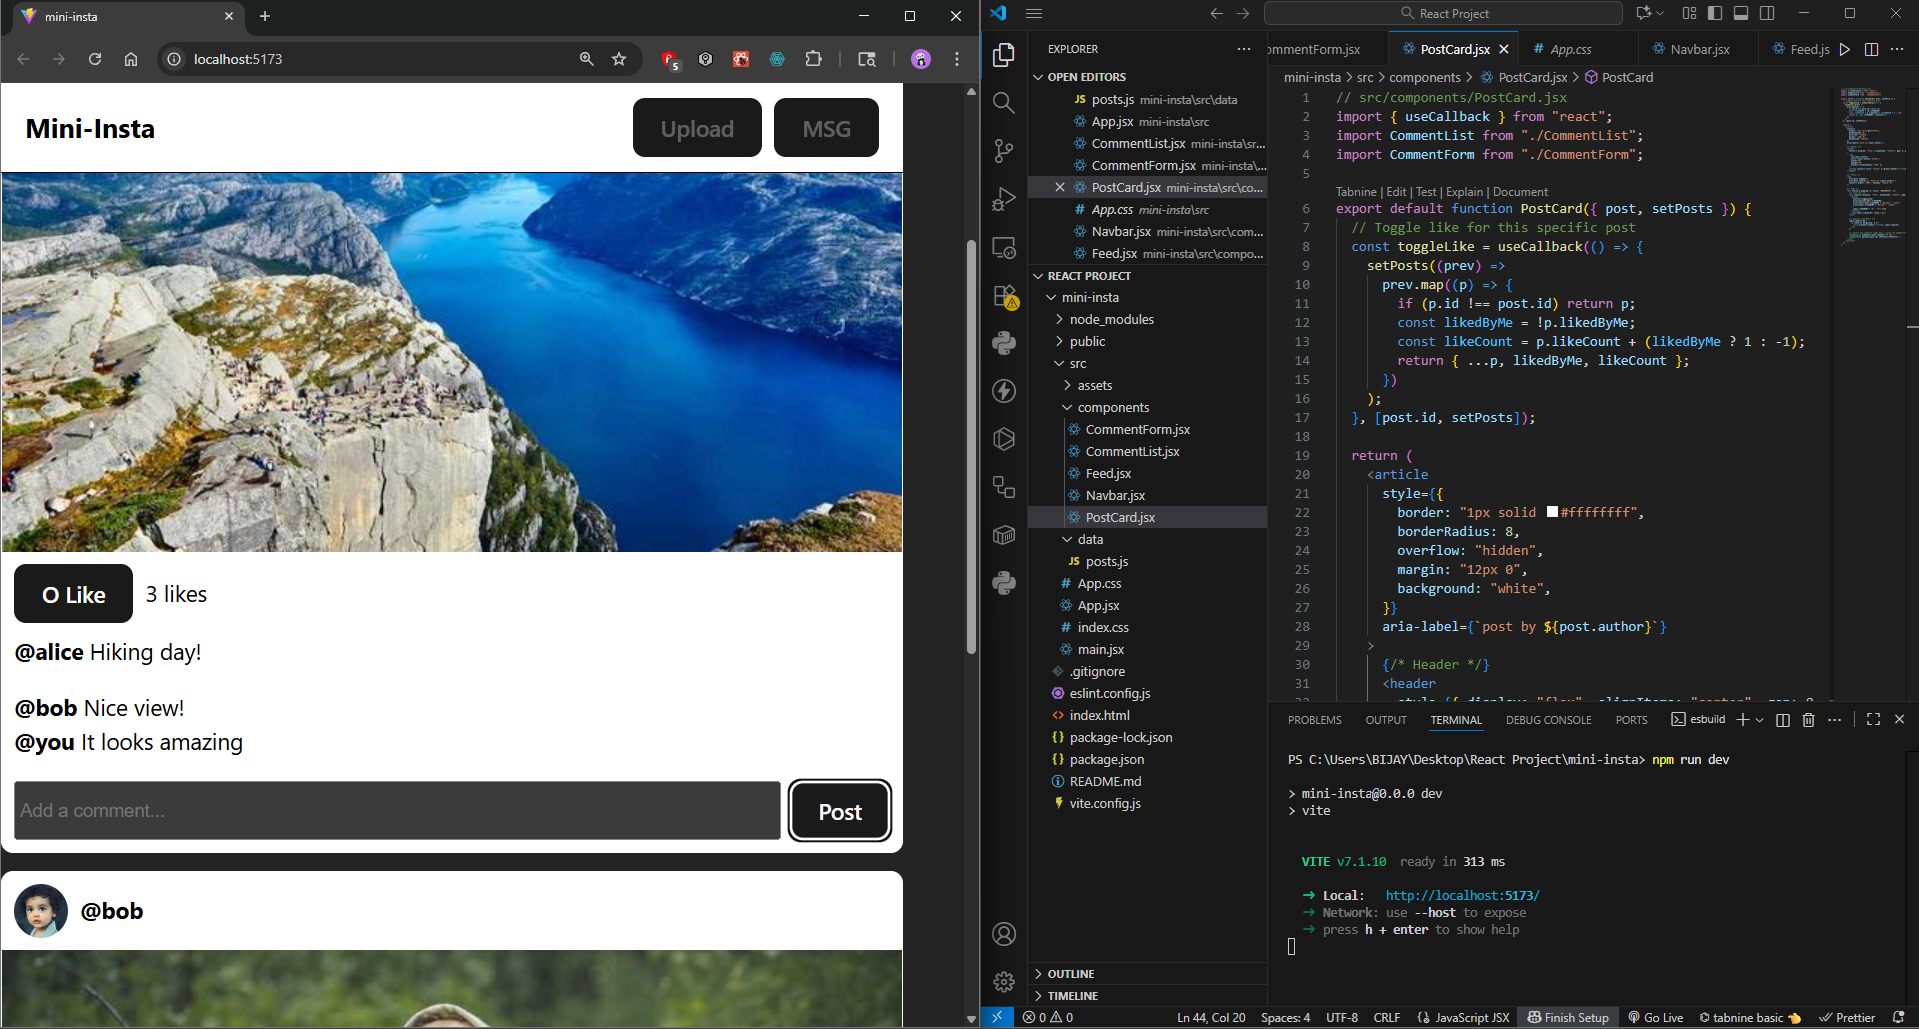 mini-insta
localhost:5173
5
Mini-Insta
Upload
MSG
O Like
3 likes
@alice Hiking day!
@bob Nice view!
@you It looks amazing
Add a comment...
Post
@bob
React Project
EXPLORER
OPEN EDITORS
JS posts.js mini-insta\src\data
App.jsx mini-insta\src
CommentList.jsx mini-insta\sr...
CommentForm.jsx mini-insta\...
PostCard.jsx mini-insta\src\co...
# App.css mini-insta\src
Navbar.jsx mini-insta\src\com...
Feed.jsx mini-insta\src\compo...
REACT PROJECT
mini-insta
node_modules
public
src
assets
components
CommentForm.jsx
CommentList.jsx
Feed.jsx
Navbar.jsx
PostCard.jsx
data
JS posts.js
# App.css
App.jsx
# index.css
main.jsx
.gitignore
eslint.config.js
<> index.html
{} package-lock.json
{} package.json
README.md
vite.config.js
OUTLINE
TIMELINE
ommentForm.jsx
PostCard.jsx
# App.css
Navbar.jsx
Feed.js
mini-insta > src > components > PostCard.jsx > PostCard
1 // src/components/PostCard.jsx
2 import { useCallback } from "react";
3 import CommentList from "./CommentList";
4 import CommentForm from "./CommentForm";
5
Tabnine | Edit | Test | Explain | Document
6 export default function PostCard({ post, setPosts }) {
7 // Toggle like for this specific post
8 const toggleLike = useCallback(() => {
9 setPosts((prev) =>
10 prev.map((p) => {
11 if (p.id !== post.id) return p;
12 const likedByMe = !p.likedByMe;
13 const likeCount = p.likeCount + (likedByMe ? 1 : -1);
14 return { ...p, likedByMe, likeCount };
15 })
16 );
17 }, [post.id, setPosts]);
18
19 return (
20 <article
21 style={{
22 border: "1px solid #ffffffff",
23 borderRadius: 8,
24 overflow: "hidden",
25 margin: "12px 0",
26 background: "white",
27 }}
28 aria-label={`post by ${post.author}`}
29 >
30 {/* Header */}
31 <header
PROBLEMS
OUTPUT
TERMINAL
DEBUG CONSOLE
PORTS
esbuild
PS C:\Users\BIJAY\Desktop\React Project\mini-insta> npm run dev
> mini-insta@0.0.0 dev
> vite
VITE v7.1.10 ready in 313 ms
➜ Local: http://localhost:5173/
➜ Network: use --host to expose
➜ press h + enter to show help
0 0
Ln 44, Col 20
Spaces: 4
UTF-8
CRLF
{} JavaScript JSX
Finish Setup
Go Live
tabnine basic
Prettier